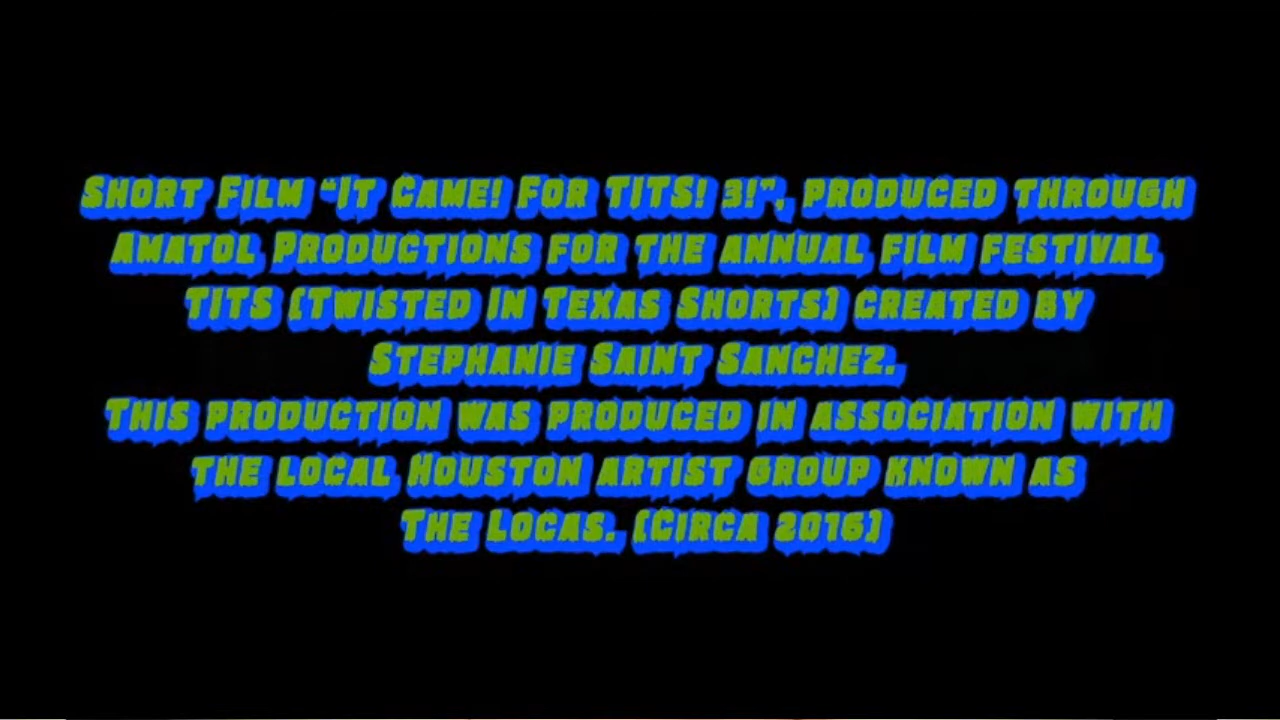 Short Film “It Came! For TITS! 3!”, produced through
Amatol Productions for the annual film festival
TITS (Twisted In Texas Shorts) created by
Stephanie Saint Sanchez.
This production was produced in association with
the local Houston artist group known as
The Locas. (Circa 2016)